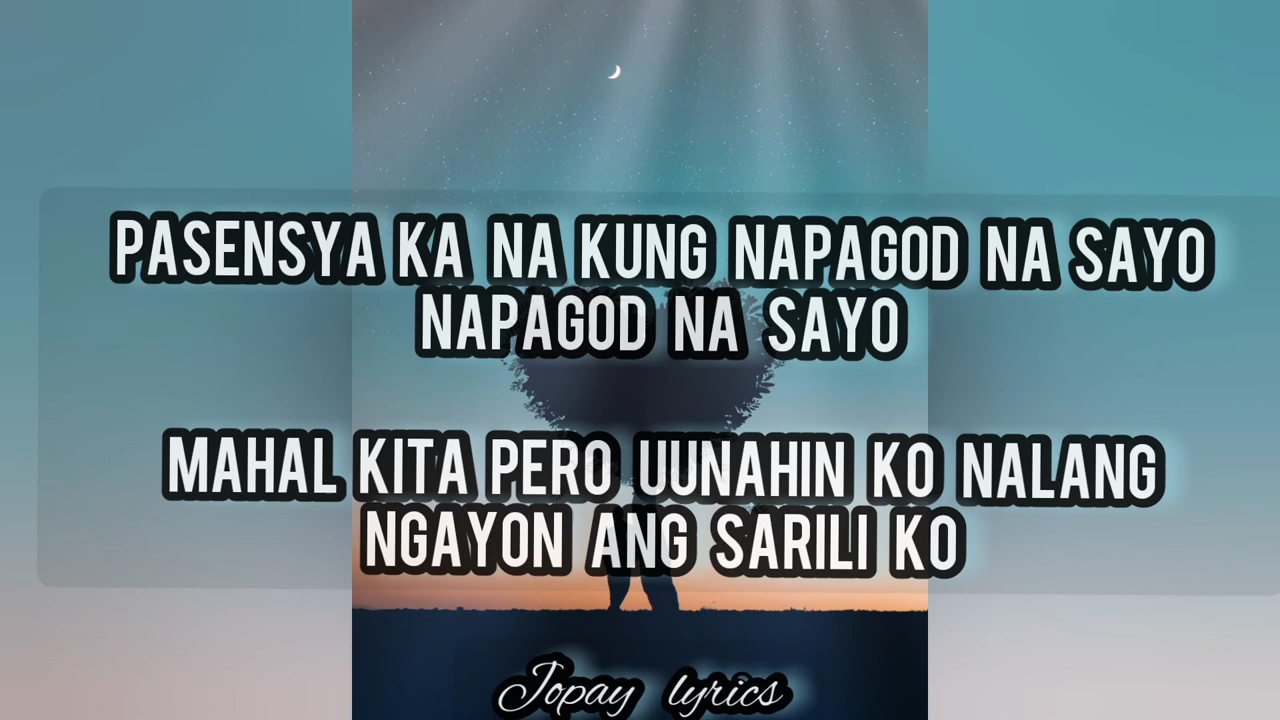 PASENSYA KA NA KUNG NAPAGOD NA SAYO
NAPAGOD NA SAYO
MAHAL KITA PERO UUNAHIN KO NALANG
NGAYON ANG SARILI KO
Jopay lyrics